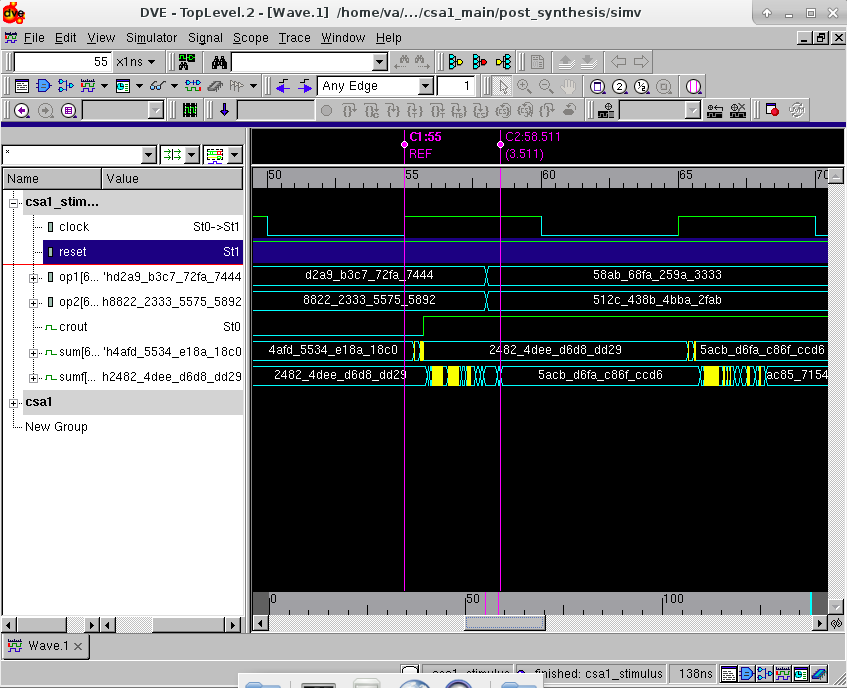 DVE - TopLevel.2 - [Wave.1] /home/va/.../csa1_main/post_synthesis/simv
File Edit View Simulator Signal Scope Trace Window Help
55 x1ns
Any Edge 1
C1:55 C2:58.511
REF (3.511)
*
Name Value
50 55 60 65 70
csa1_stim...
clock St0->St1
reset St1
op1[6... 'hd2a9_b3c7_72fa_7444 d2a9_b3c7_72fa_7444 58ab_68fa_259a_3333
op2[6... h8822_2333_5575_5892 8822_2333_5575_5892 512c_438b_4bba_2fab
crout St0
sum[6... 'h4afd_5534_e18a_18c0 4afd_5534_e18a_18c0 2482_4dee_d6d8_dd29 5acb_d6fa_c86f_ccd6
sumf[... h2482_4dee_d6d8_dd29 2482_4dee_d6d8_dd29 5acb_d6fa_c86f_ccd6 ac85_7154
csa1
New Group
0 50 100
Wave.1
finished: csa1_stimulus 138ns